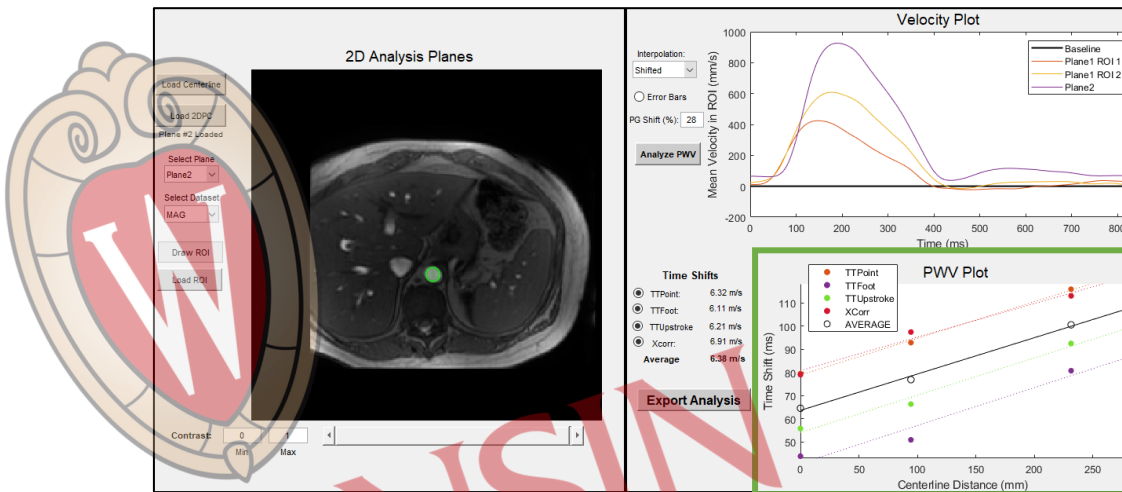 2D Analysis Planes
Load Centerline
Load 2DPC
Plane #2 Loaded
Select Plane
Plane2
Select Dataset
MAG
Draw ROI
Load ROI
Contrast:
0
1
Min
Max
Interpolation:
Shifted
Error Bars
PG Shift (%):
28
Analyze PWV
Velocity Plot
1000
800
600
400
200
0
-200
Mean Velocity in ROI (mm/s)
Baseline
Plane1 ROI 1
Plane1 ROI 2
Plane2
0 100 200 300 400 500 600 700 800
Time (ms)
Time Shifts
TTPoint: 6.32 m/s
TTFoot: 6.11 m/s
TTUpstroke 6.21 m/s
Xcorr: 6.91 m/s
Average 6.38 m/s
Export Analysis
PWV Plot
TTPoint
TTFoot
TTUpstroke
XCorr
AVERAGE
110
100
90
80
70
60
50
Time Shift (ms)
0 50 100 150 200 250
Centerline Distance (mm)
W
NSIN